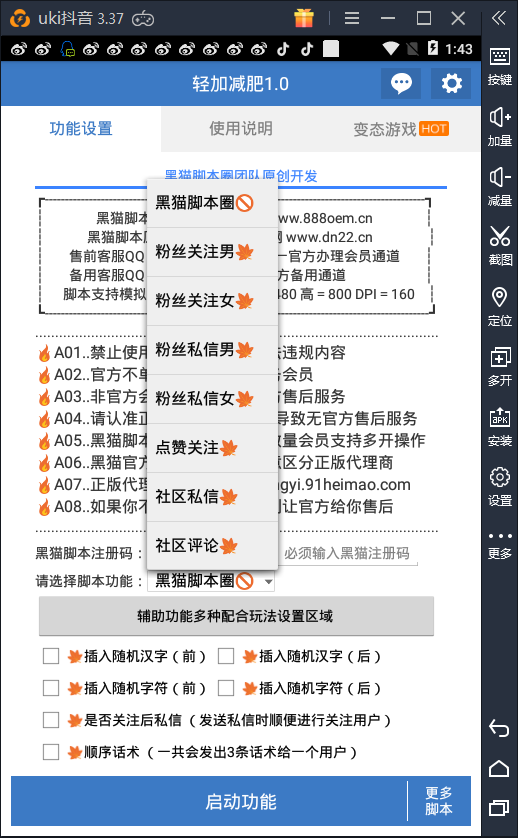 uki抖音 3.37
1:43
轻加减肥1.0
功能设置
使用说明
变态游戏 HOT
黑猫脚本圈团队原创开发
黑猫脚本 ww.888oem.cn
黑猫脚本 网 www.dn22.cn
售前客服QQ 一官方办理会员通道
备用客服QQ 方备用通道
脚本支持模拟 480 高 = 800 DPI = 160
A01..禁止使用 法违规内容
A02..官方不单 务会员
A03..非官方会 方售后服务
A04..请认准正 导致无官方售后服务
A05..黑猫脚本 数量会员支持多开操作
A06..黑猫官方 区分正版代理商
A07..正版代理 ngyi.91heimao.com
A08..如果你不 到让官方给你售后
黑猫脚本圈
粉丝关注男
粉丝关注女
粉丝私信男
粉丝私信女
点赞关注
社区私信
社区评论
黑猫脚本注册码：
必须输入黑猫注册码
请选择脚本功能：
黑猫脚本圈
辅助功能多种配合玩法设置区域
插入随机汉字（前）
插入随机汉字（后）
插入随机字符（前）
插入随机字符（后）
是否关注后私信（发送私信时顺便进行关注用户）
顺序话术（一共会发出3条话术给一个用户）
启动功能
更多
脚本
按键
加量
减量
截图
定位
多开
APK
安装
设置
更多